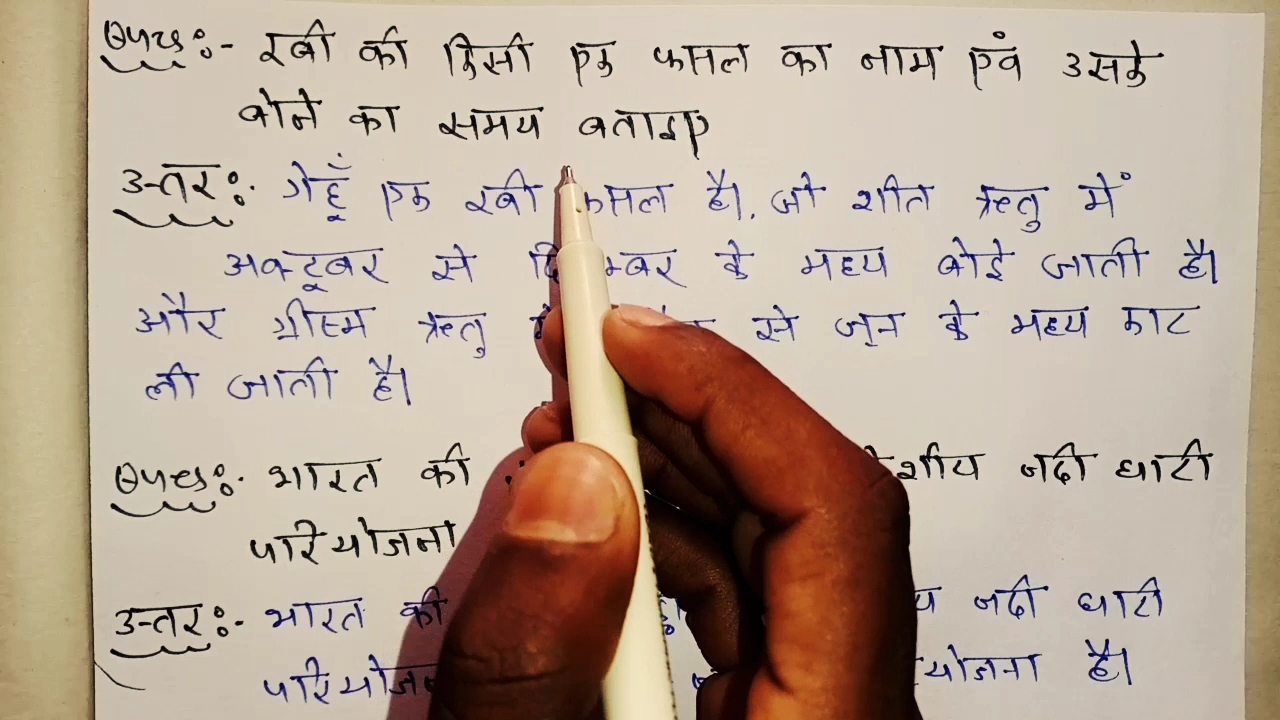 प्रश्न:- रबी की किसी एक फसल का नाम एवं उसके
बोने का समय बताइए
उत्तर:- गेहूँ एक रबी फसल है। जो शीत ऋतु में
अक्टूबर से दिसम्बर के मध्य बोई जाती है।
और ग्रीष्म ऋतु से जून के मध्य काट
ली जाती है।
प्रश्न:- भारत की नदी घाटी
परियोजना
उत्तर:- भारत की नदी घाटी
परियोजना है।